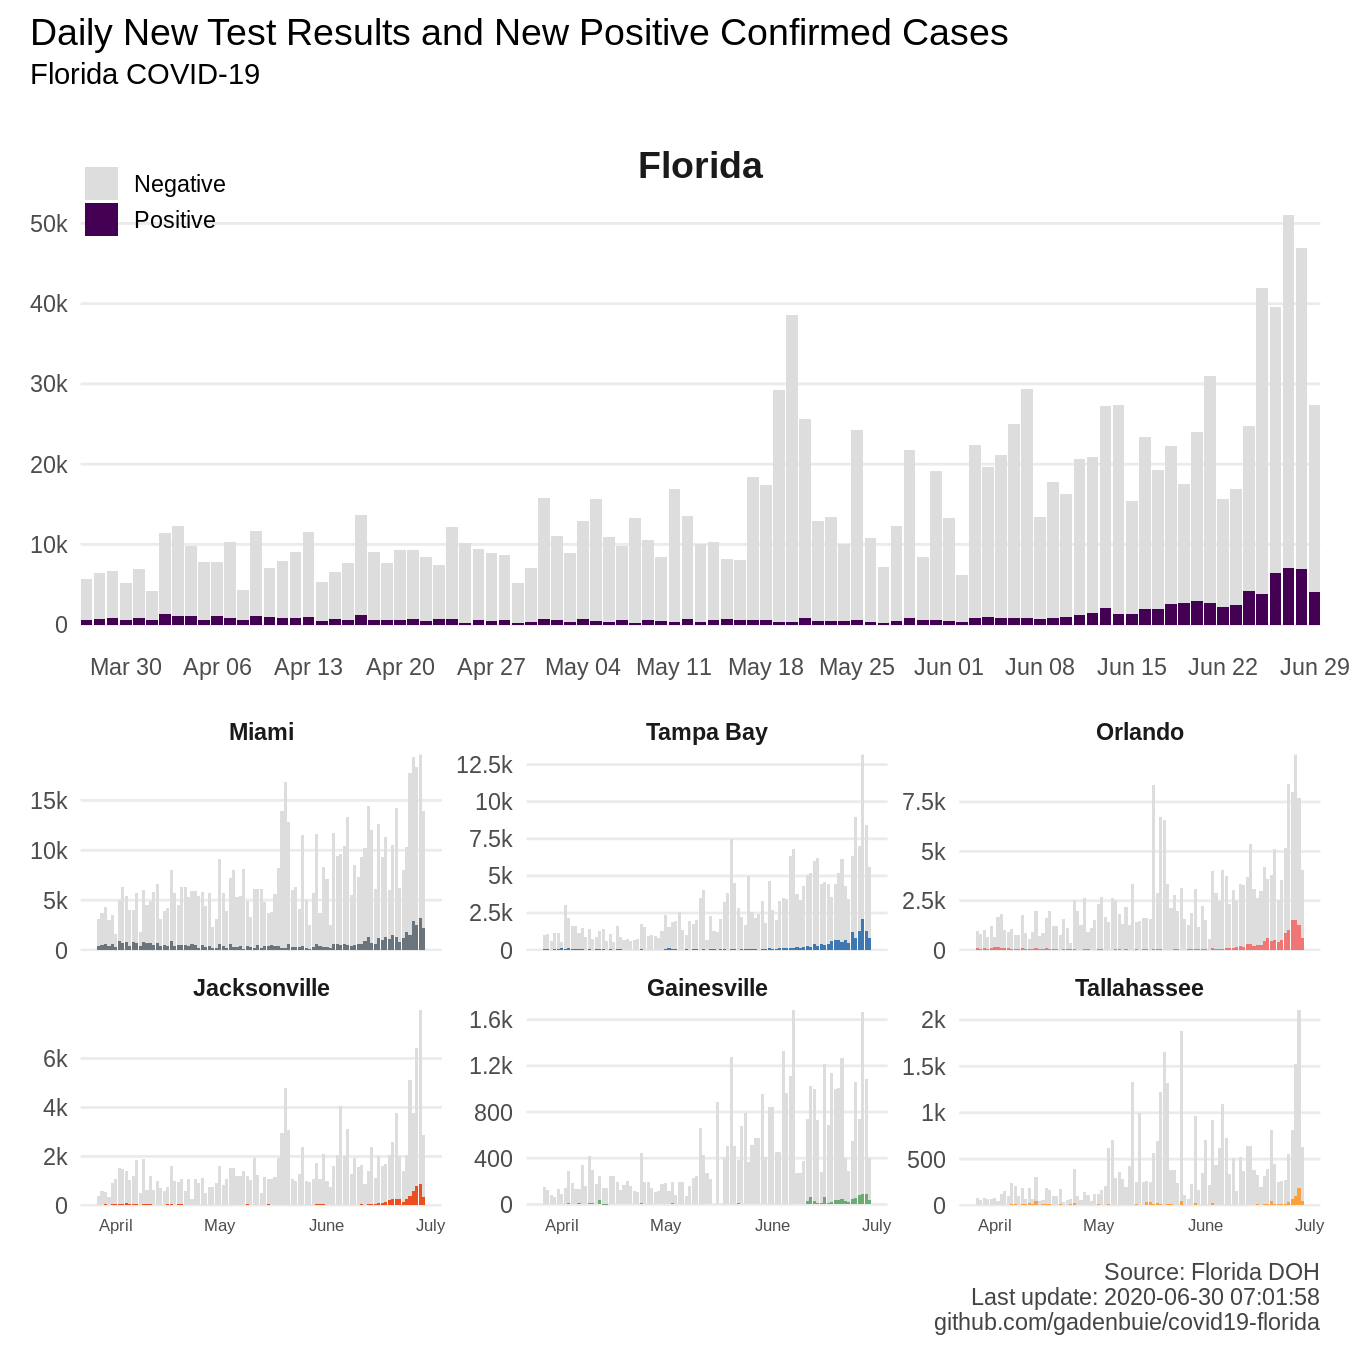 Daily New Test Results and New Positive Confirmed Cases
Florida COVID-19
Florida
Negative
Positive
50k
40k
30k
20k
10k
0
Mar 30 Apr 06 Apr 13 Apr 20 Apr 27 May 04 May 11 May 18 May 25 Jun 01 Jun 08 Jun 15 Jun 22 Jun 29
Miami
15k
10k
5k
0
Tampa Bay
12.5k
10k
7.5k
5k
2.5k
0
Orlando
7.5k
5k
2.5k
0
Jacksonville
6k
4k
2k
0
April May June July
Gainesville
1.6k
1.2k
800
400
0
April May June July
Tallahassee
2k
1.5k
1k
500
0
April May June July
Source: Florida DOH
Last update: 2020-06-30 07:01:58
github.com/gadenbuie/covid19-florida